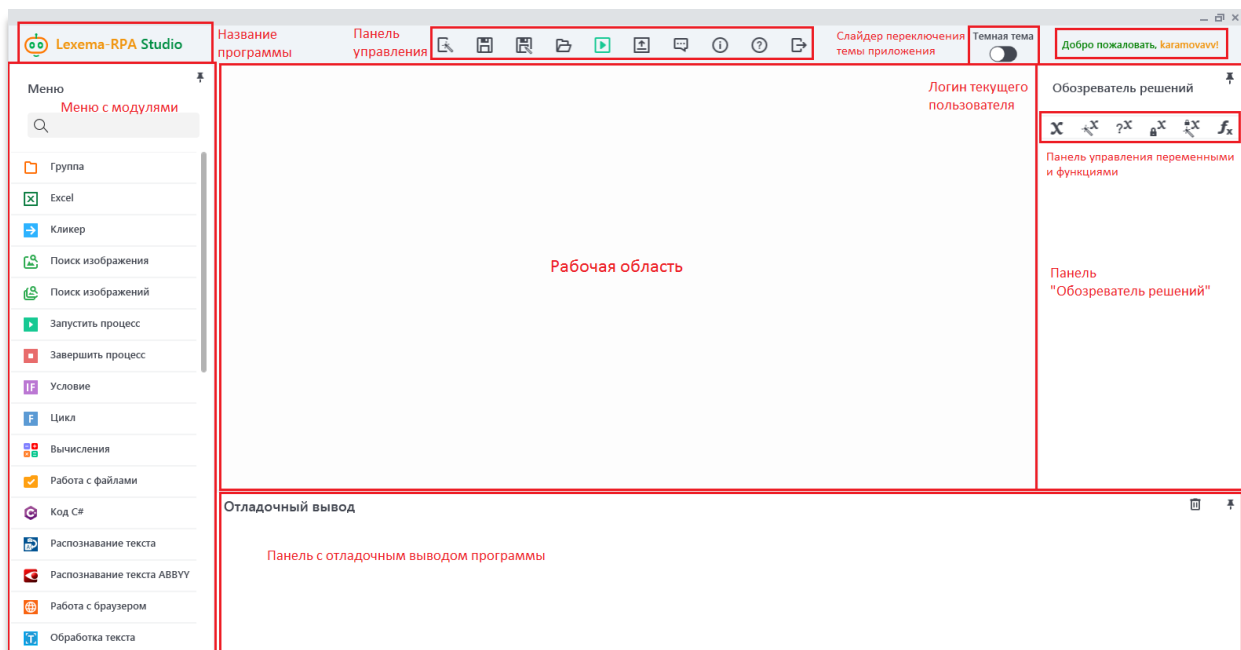 Lexema-RPA Studio
Название
программы
Панель
управления
Слайдер переключения
темы приложения
Темная тема
Добро пожаловать, karamovavv!
Меню
Меню с модулями
Группа
Excel
Кликер
Поиск изображения
Поиск изображений
Запустить процесс
Завершить процесс
IF Условие
F Цикл
Вычисления
Работа с файлами
Код C#
Распознавание текста
Распознавание текста ABBYY
Работа с браузером
T Обработка текста
Логин текущего
пользователя
Рабочая область
Обозреватель решений
x x ?x x x fx
Панель управления переменными
и функциями
Панель
"Обозреватель решений"
Отладочный вывод
Панель с отладочным выводом программы